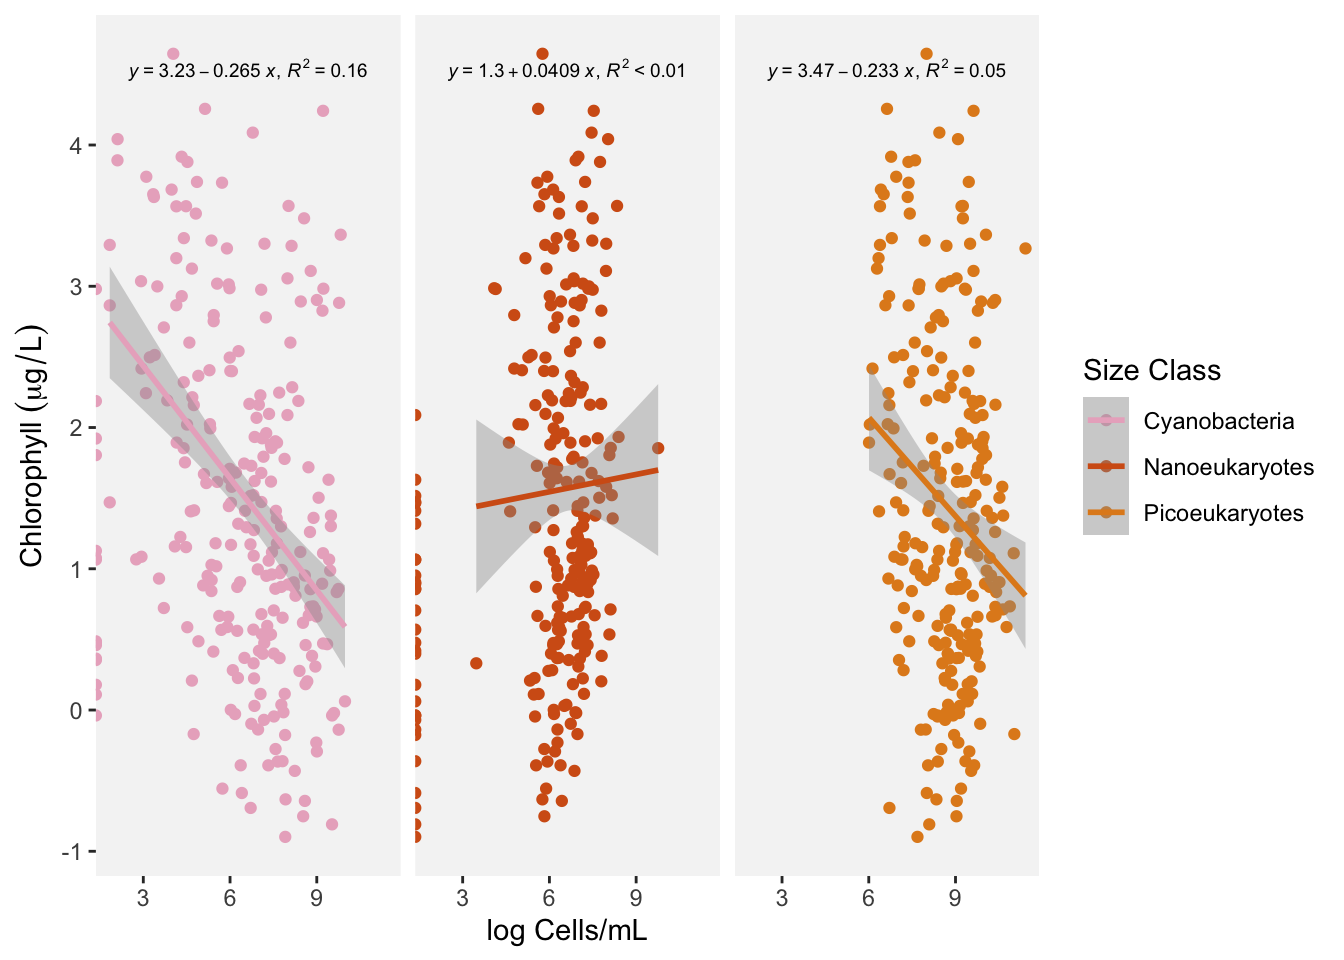 y = 3.23 − 0.265 x, R² = 0.16
y = 1.3 + 0.0409 x, R² < 0.01
y = 3.47 − 0.233 x, R² = 0.05
4
3
2
1
0
-1
Chlorophyll (μg/L)
3 6 9
3 6 9
3 6 9
log Cells/mL
Size Class
Cyanobacteria
Nanoeukaryotes
Picoeukaryotes